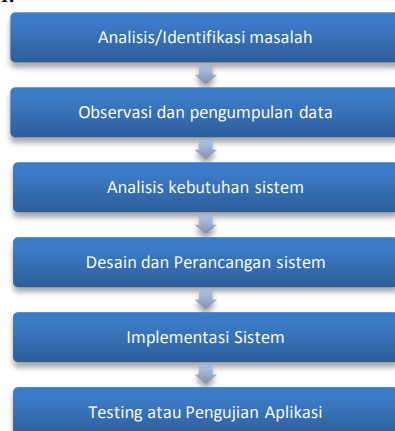 Analisis/Identifikasi masalah
Observasi dan pengumpulan data
Analisis kebutuhan sistem
Desain dan Perancangan sistem
Implementasi Sistem
Testing atau Pengujian Aplikasi